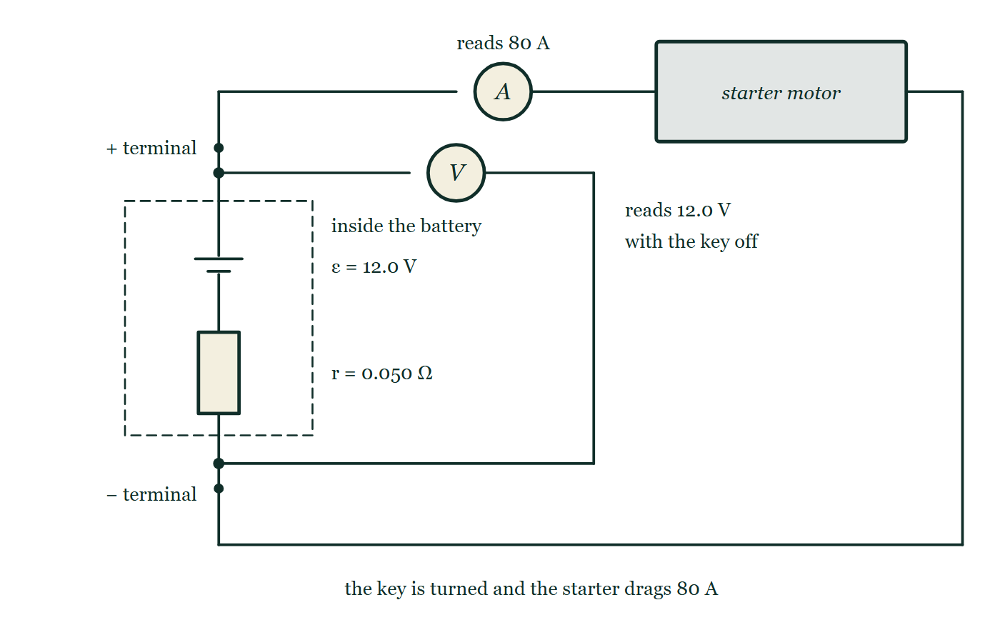 reads 80 A
A
starter motor
+ terminal
V
reads 12.0 V
with the key off
inside the battery
ε = 12.0 V
r = 0.050 Ω
− terminal
the key is turned and the starter drags 80 A